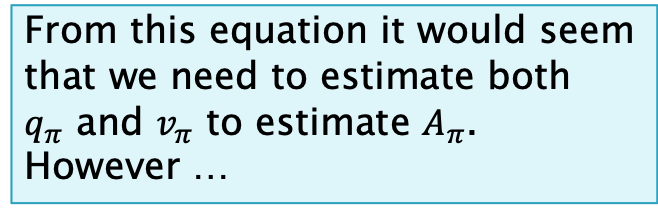 From this equation it would seem
that we need to estimate both
𝑞𝜋 and 𝑣𝜋 to estimate 𝐴𝜋.
However …